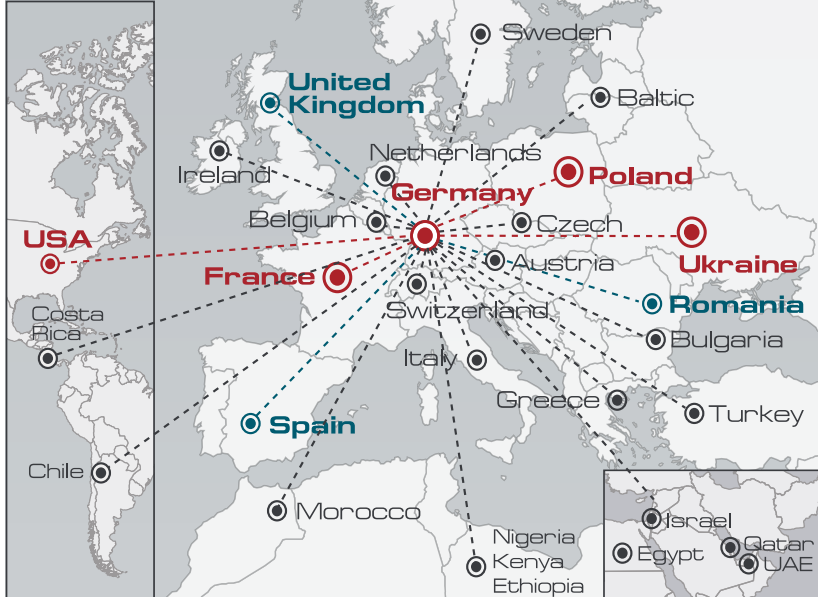 Sweden
United
Kingdom
Baltic
Ireland
Netherlands
Germany
Poland
Belgium
Czech
USA
Ukraine
France
Austria
Switzerland
Romania
Costa
Rica
Bulgaria
Italy
Greece
Turkey
Spain
Chile
Morocco
Nigeria
Kenya
Ethiopia
Israel
Egypt
Qatar
UAE